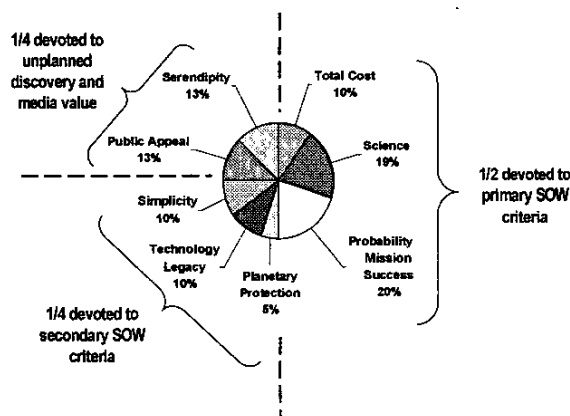 1/4 devoted to
unplanned
discovery and
media value
Serendipity
13%
Total Cost
10%
Public Appeal
13%
Science
19%
1/2 devoted to
primary SOW
criteria
Simplicity
10%
Technology
Legacy
10%
Planetary
Protection
5%
Probability
Mission
Success
20%
1/4 devoted to
secondary SOW
criteria